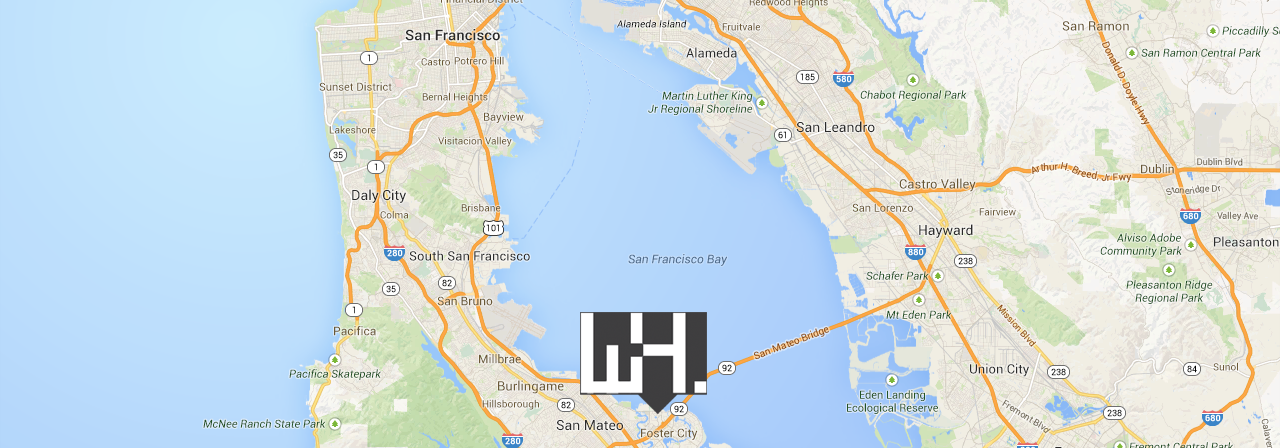 Financial District
Redwood Heights
San Francisco
Alameda island
Fruitvale
San Ramon
Piccadilly S
Castro
Potrero Hill
1
Alameda
San Ramon Central Park
Sunset District
185
580
Donald D. Doyle Hwy
Bernal Heights
Martin Luther King
Jr Regional Shoreline
Chabot Regional Park
Bayview
Lakeshore
San Leandro
61
Visitacion Valley
35
1
Arthur H. Breed, Jr Fwy
Dublin
Dublin Blvd
Daly City
Castro Valley
Stoneridge Dr
Colma
Brisbane
San Lorenzo
Fairview
680
Valley Ave
101
Hayward
Alviso Adobe
Community Park
Pleasanton
280
South San Francisco
San Francisco Bay
880
238
82
35
San Bruno
Schafer Park
Pleasanton Ridge
Regional Park
1
Mt Eden Park
Mission Blvd
Pacifica
San Mateo Bridge
Millbrae
92
Union City
238
84
Sunol
Pacifica Skatepark
Burlingame
Eden Landing
Ecological Reserve
Hillsborough
82
92
Fremont Blvd
238
680
McNee Ranch State Park
San Mateo
Foster City
280
Fremont Central Park